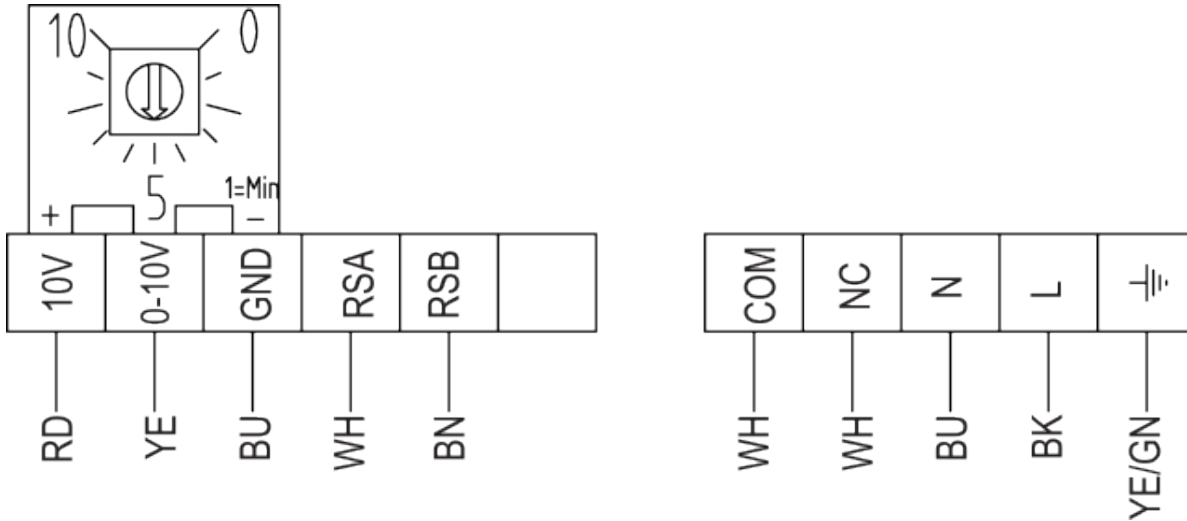 10 0
5 1=Min
+ -
10V 0-10V GND RSA RSB COM NC N L
RD YE BU WH BN WH WH BU BK YE/GN